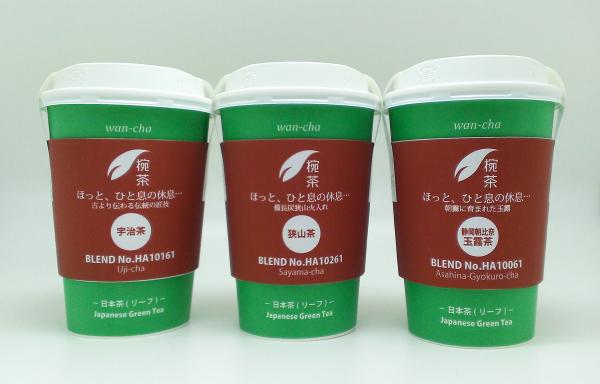 wan-cha
椀
茶
ほっと、ひと息の休息…
古より伝わる伝統の匠技
宇治茶
BLEND No.HA10161
Uji-cha
－日本茶(リーフ)－
Japanese Green Tea
wan-cha
椀
茶
ほっと、ひと息の休息…
備長炭狭山火入れ
狭山茶
BLEND No.HA10261
Sayama-cha
－日本茶(リーフ)－
Japanese Green Tea
wan-cha
椀
茶
ほっと、ひと息の休息…
朝霧に育まれた玉露
静岡朝比奈
玉露茶
BLEND No.HA10061
Asahina-Gyokuro-cha
－日本茶(リーフ)－
Japanese Green Tea